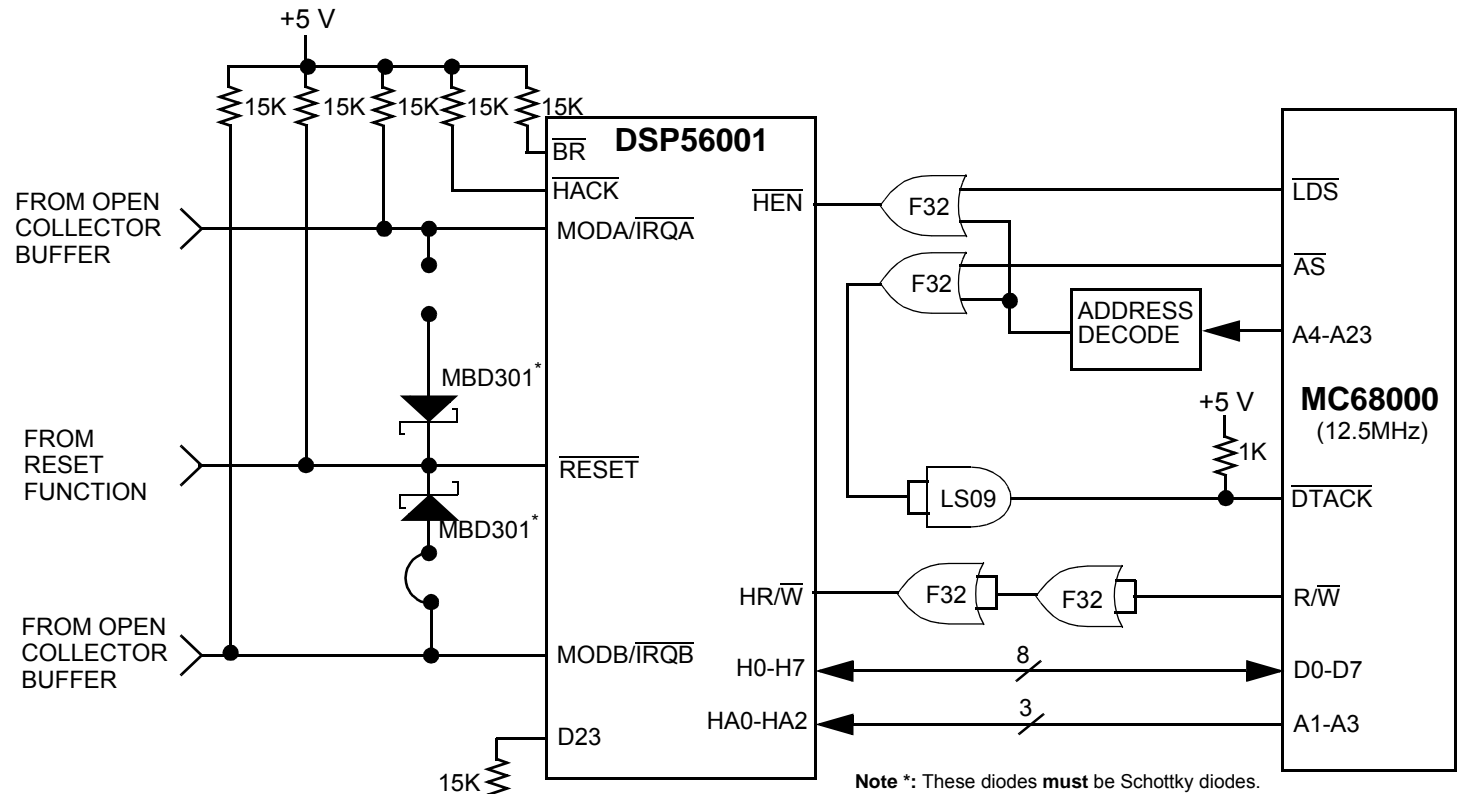 +5 V
15K 15K 15K 15K 15K
DSP56001
BR
HACK
HEN
F32
LDS
FROM OPEN
COLLECTOR
BUFFER
MODA/IRQA
F32
AS
ADDRESS
DECODE
A4-A23
MBD301*
+5 V
MC68000
(12.5MHz)
1K
FROM
RESET
FUNCTION
RESET
LS09
DTACK
MBD301*
HR/W
F32
F32
R/W
FROM OPEN
COLLECTOR
BUFFER
MODB/IRQB
H0-H7
8
D0-D7
HA0-HA2
3
A1-A3
D23
15K
Note *: These diodes must be Schottky diodes.